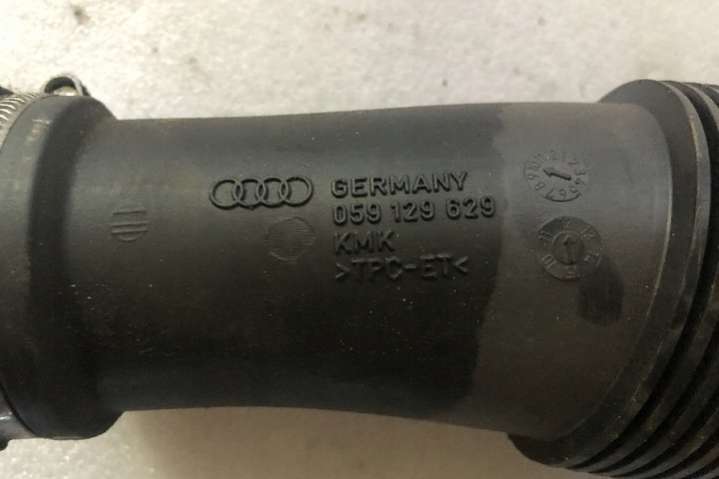 GERMANY
059 129 629
KMK
>TPC-ET<